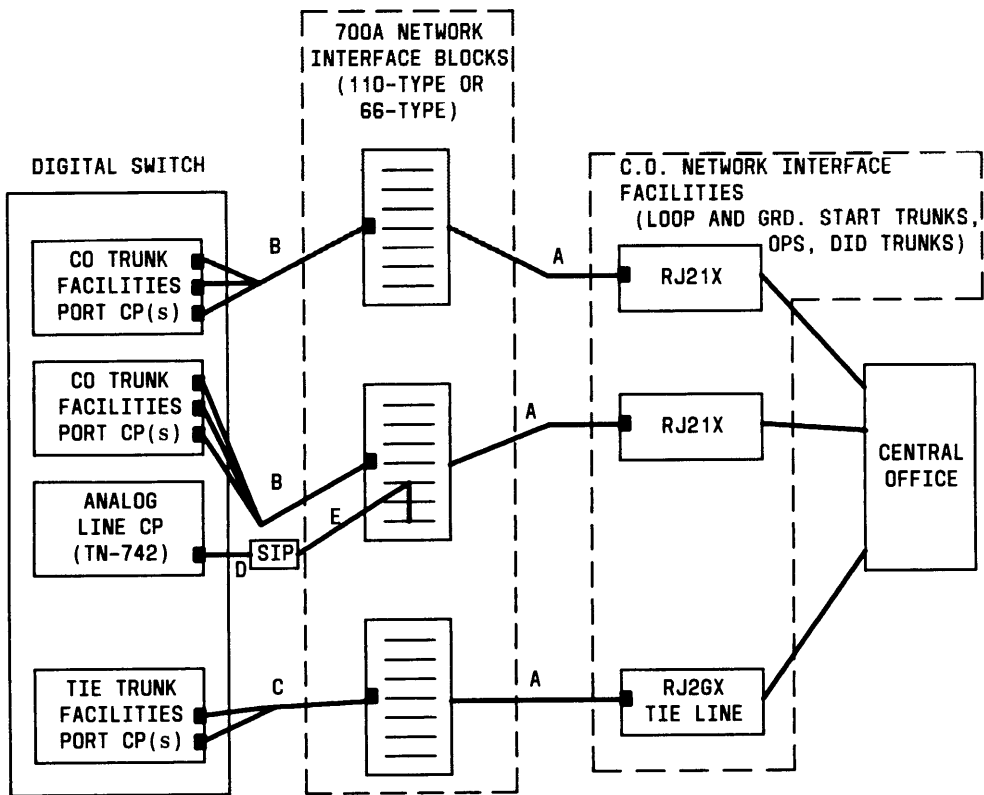 700A NETWORK
INTERFACE BLOCKS
(110-TYPE OR
66-TYPE)
DIGITAL SWITCH
C.O. NETWORK INTERFACE
FACILITIES
(LOOP AND GRD. START TRUNKS,
OPS, DID TRUNKS)
CO TRUNK
FACILITIES
PORT CP(s)
B
A
RJ21X
CO TRUNK
FACILITIES
PORT CP(s)
B
A
RJ21X
CENTRAL
OFFICE
ANALOG
LINE CP
(TN-742)
D
SIP
E
TIE TRUNK
FACILITIES
PORT CP(s)
C
A
RJ2GX
TIE LINE